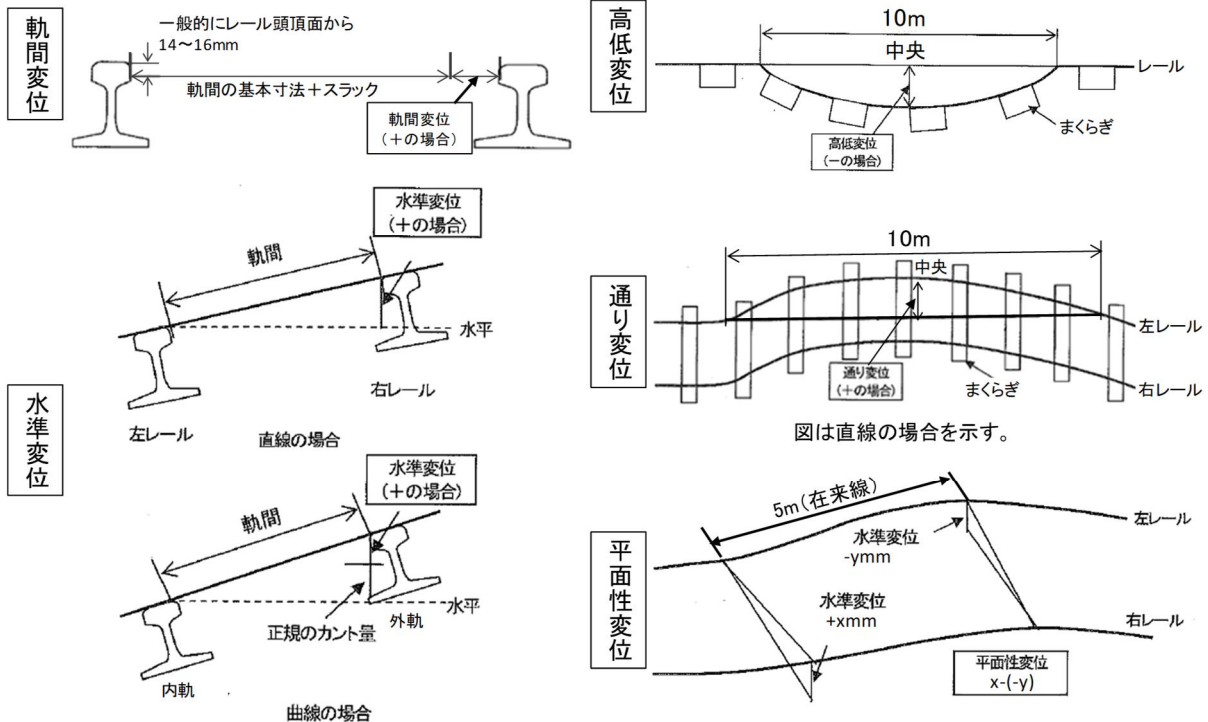 軌間変位
一般的にレール頭頂面から
14～16mm
軌間の基本寸法＋スラック
軌間変位
(＋の場合)
水準変位
水準変位
(＋の場合)
軌間
水平
右レール
左レール
直線の場合
水準変位
(＋の場合)
軌間
水平
正規のカント量
外軌
内軌
曲線の場合
高低変位
10m
中央
レール
まくらぎ
高低変位
(－の場合)
通り変位
10m
中央
左レール
通り変位
(＋の場合)
まくらぎ
右レール
図は直線の場合を示す。
平面性変位
5m(在来線)
左レール
水準変位
-ymm
水準変位
+xmm
右レール
平面性変位
x-(-y)